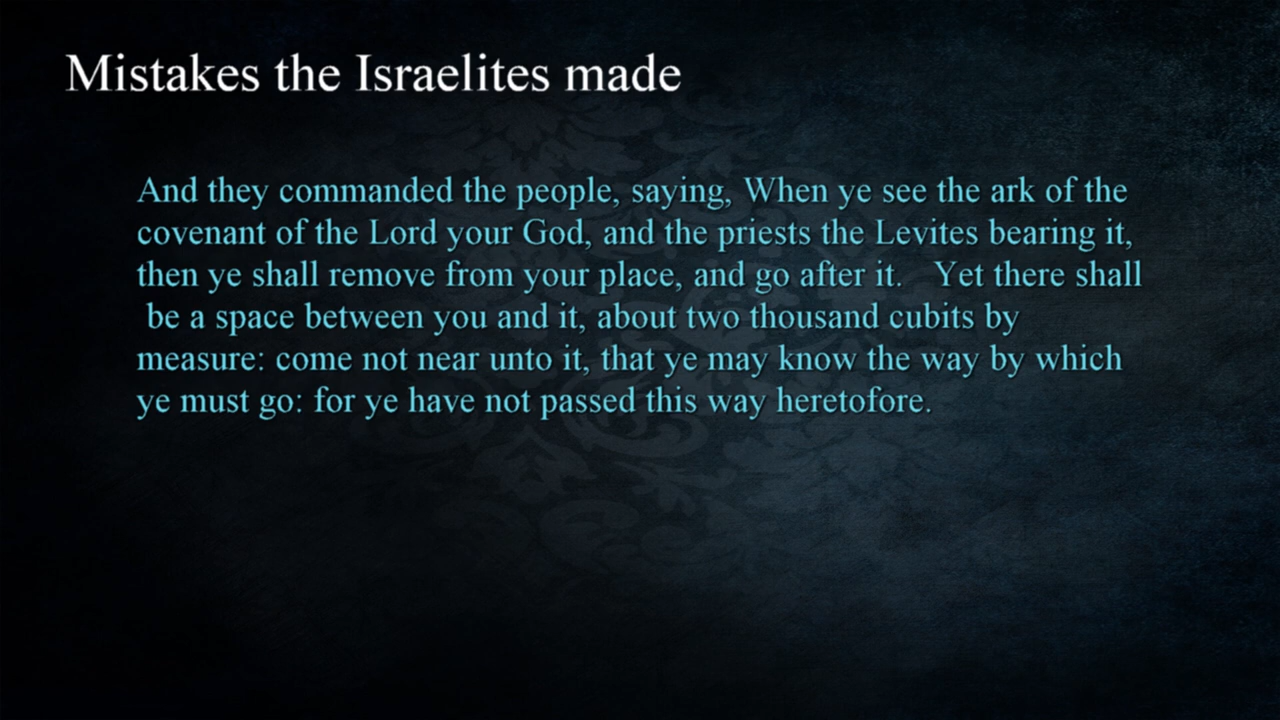 Mistakes the Israelites made
And they commanded the people, saying, When ye see the ark of the
covenant of the Lord your God, and the priests the Levites bearing it,
then ye shall remove from your place, and go after it. Yet there shall
be a space between you and it, about two thousand cubits by
measure: come not near unto it, that ye may know the way by which
ye must go: for ye have not passed this way heretofore.